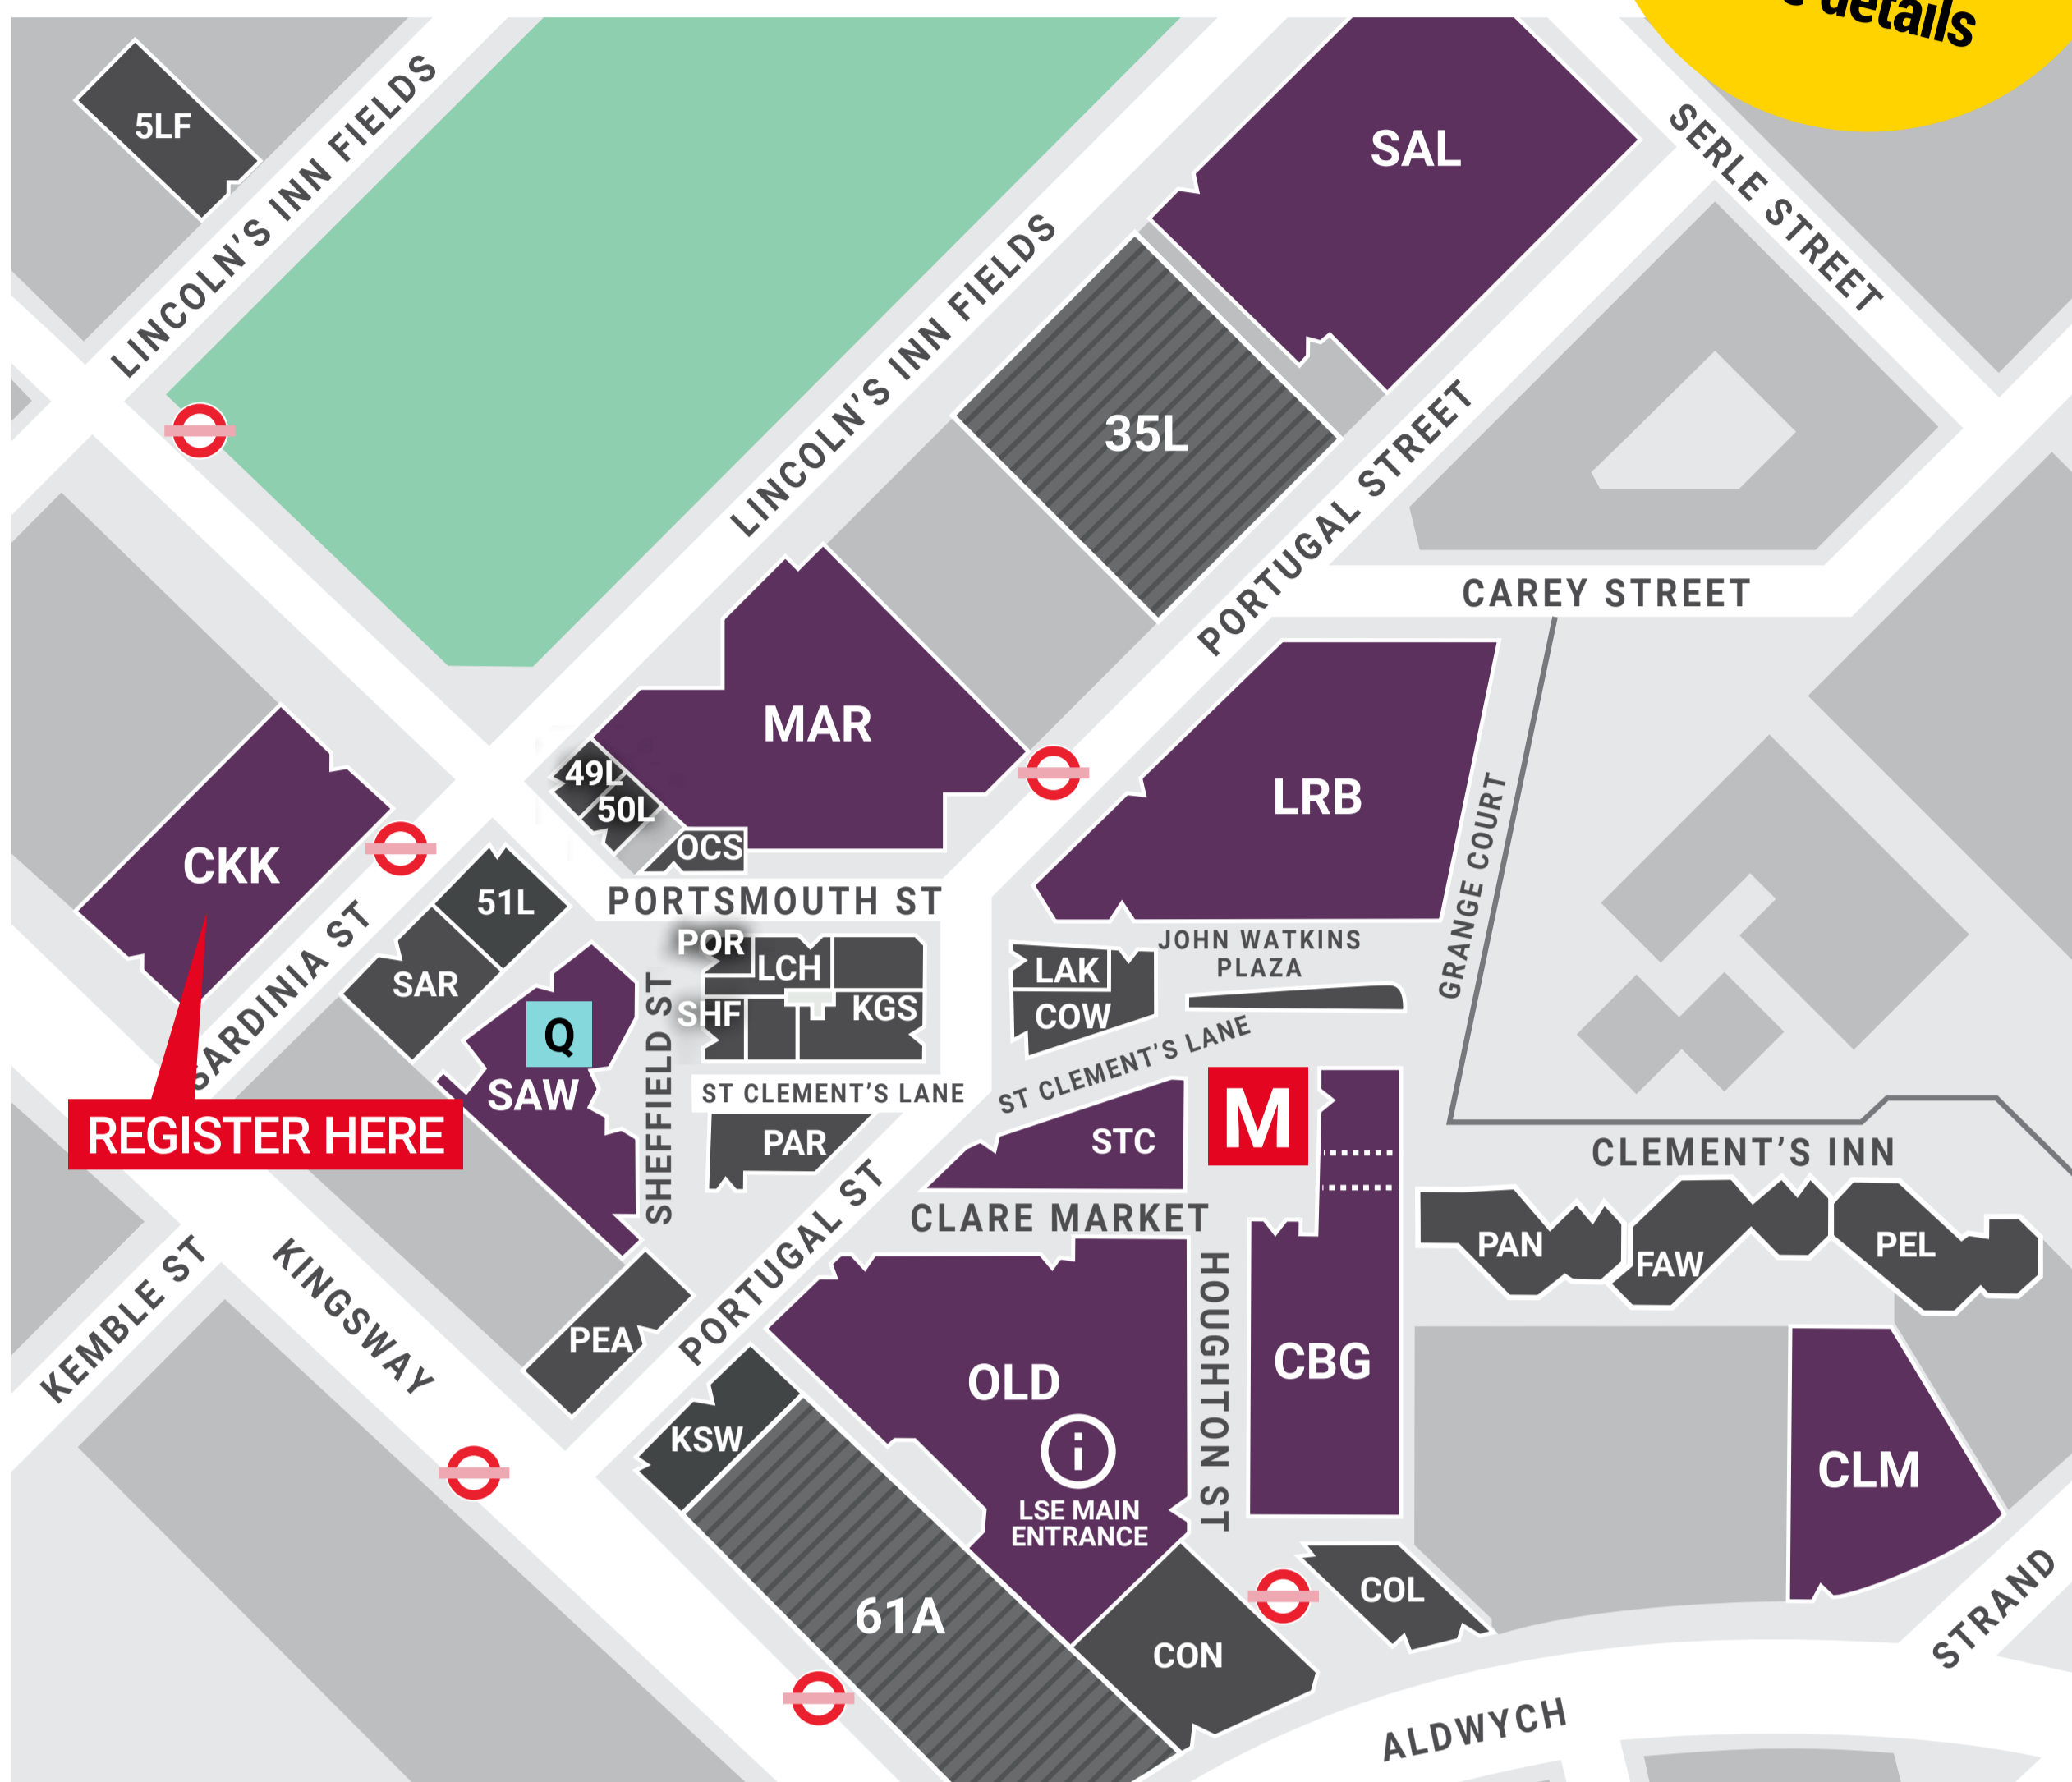 details
5LF
LINCOLN'S INN FIELDS
SAL
SERLE STREET
LINCOLN'S INN FIELDS
35L
PORTUGAL STREET
CAREY STREET
MAR
49L
50L
OCS
LRB
GRANGE COURT
CKK
51L
SAR
SARDINIA ST
PORTSMOUTH ST
POR
LCH
SHF
KGS
LAK
COW
JOHN WATKINS
PLAZA
ST CLEMENT'S LANE
Q
SAW
SHEFFIELD ST
ST CLEMENT'S LANE
REGISTER HERE
PAR
STC
M
CLEMENT'S INN
CLARE MARKET
PORTUGAL ST
KEMBLE ST
KINGSWAY
PEA
PAN
FAW
PEL
HOUGHTON ST
CBG
OLD
i
LSE MAIN
ENTRANCE
KSW
CLM
61A
CON
COL
STRAND
ALDWYCH